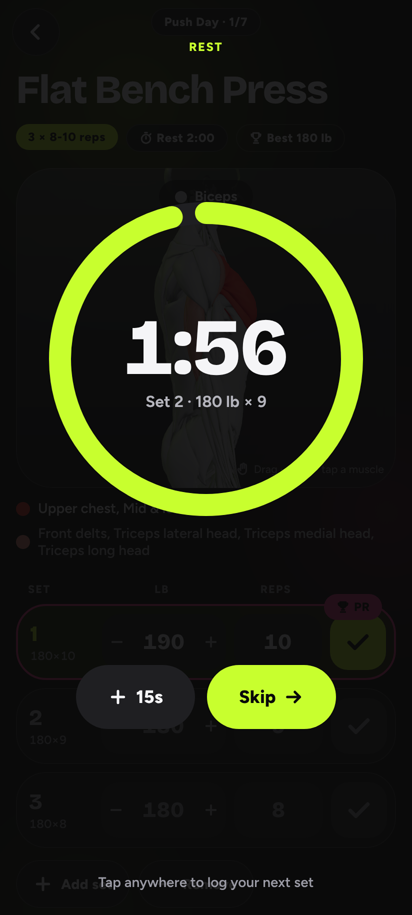 Push Day · 1/7
REST
Flat Bench Press
3 × 8-10 reps
Rest 2:00
Best 180 lb
Biceps
1:56
Set 2 · 180 lb × 9
Upper chest, Mid
Front delts, Triceps lateral head, Triceps medial head,
Triceps long head
SET LB REPS
PR
1 − 190 + 10
180×10
+ 15s
Skip →
2
180×9
3 − 180 + 8
180×8
+ Add
Tap anywhere to log your next set